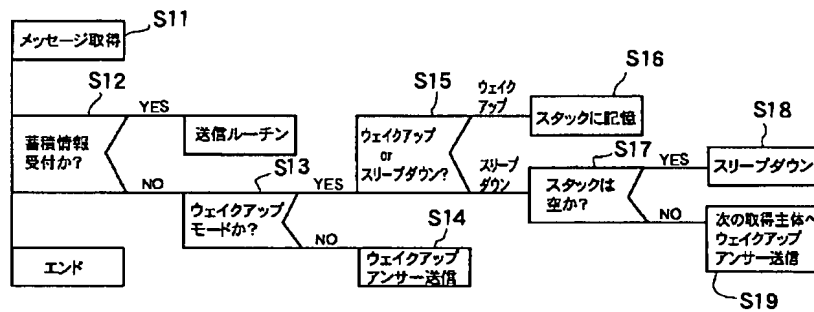 S11
メッセージ取得
S12
蓄積情報
受付か?
YES
送信ルーチン
NO
S13
ウェイクアップ
モードか?
YES
NO
S14
ウェイクアップ
アンサー送信
S15
ウェイクアップ
or
スリープダウン?
ウェイク
アップ
S16
スタックに記憶
スリープ
ダウン
S17
スタックは
空か?
YES
S18
スリープダウン
NO
次の取得主体へ
ウェイクアップ
アンサー送信
S19
エンド